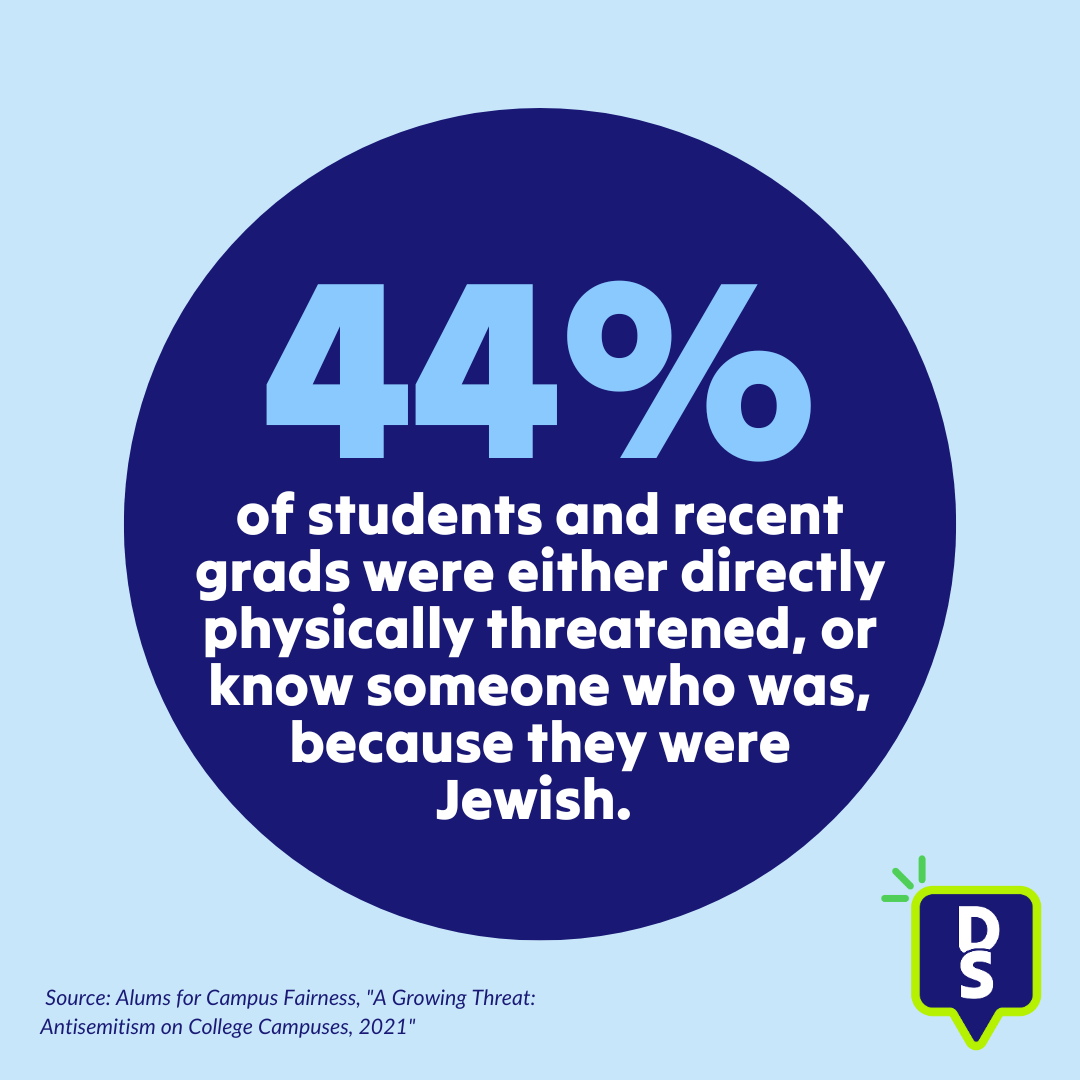 44%
of students and recent
grads were either directly
physically threatened, or
know someone who was,
because they were
Jewish.
Source: Alums for Campus Fairness, "A Growing Threat:
Antisemitism on College Campuses, 2021"
D
S